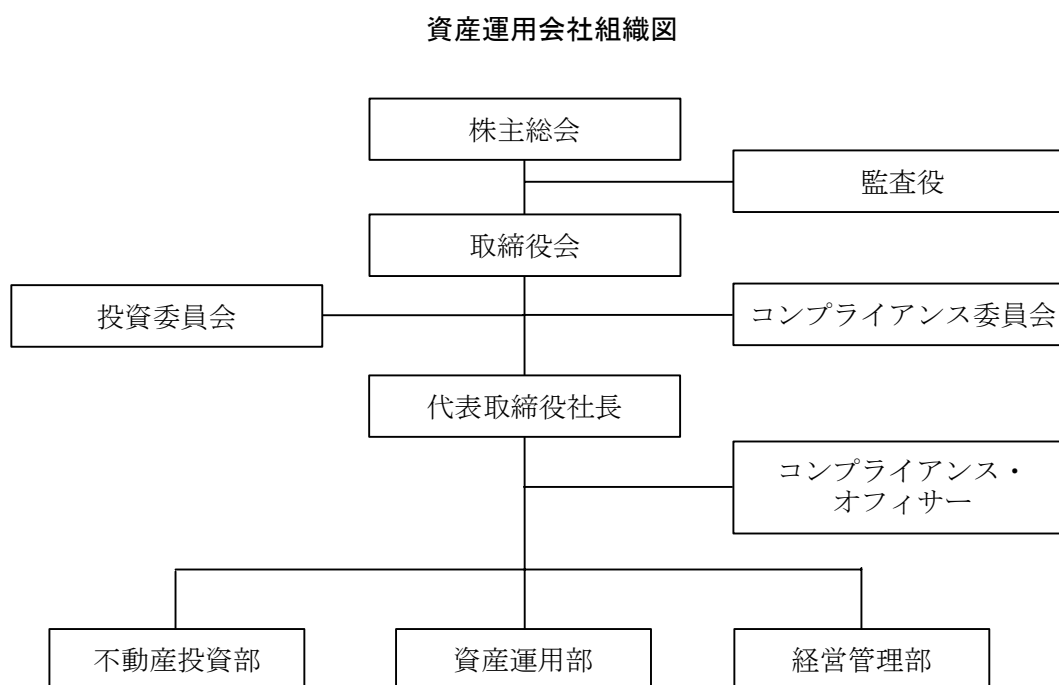 資産運用会社組織図
株主総会
監査役
取締役会
投資委員会
コンプライアンス委員会
代表取締役社長
コンプライアンス・
オフィサー
不動産投資部
資産運用部
経営管理部